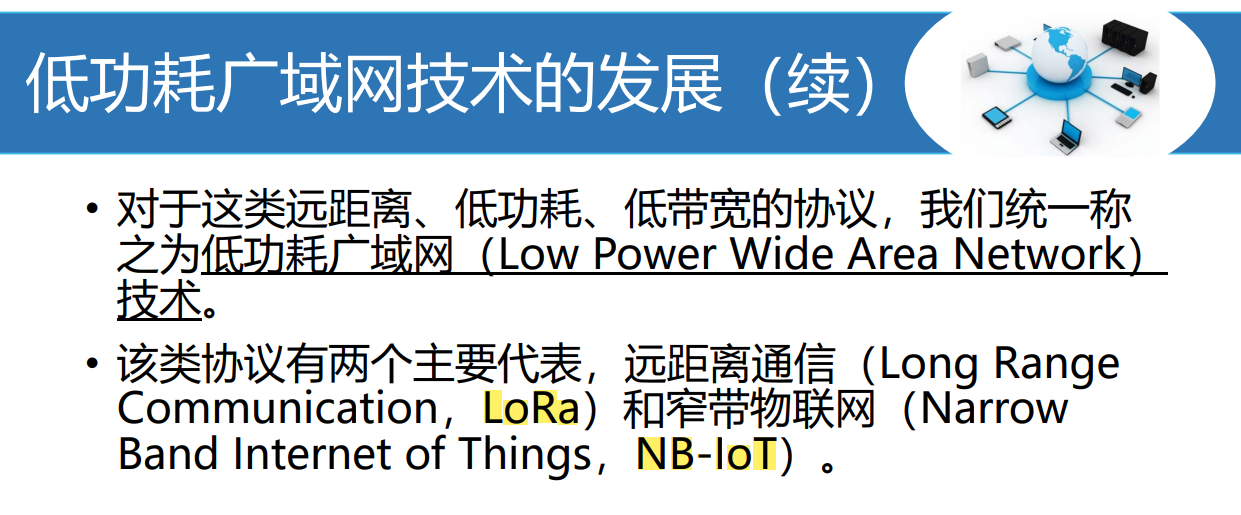 低功耗广域网技术的发展（续）
• 对于这类远距离、低功耗、低带宽的协议，我们统一称
之为低功耗广域网（Low Power Wide Area Network）
技术。
• 该类协议有两个主要代表，远距离通信（Long Range
Communication，LoRa）和窄带物联网（Narrow
Band Internet of Things，NB-IoT）。